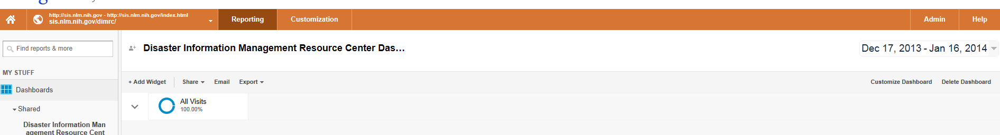 http://sis.nlm.nih.gov - http://sis.nlm.nih.gov/index.html
sis.nlm.nih.gov/dimrc/
Reporting
Customization
Admin
Help
Find reports & more
Disaster Information Management Resource Center Das...
Dec 17, 2013 - Jan 16, 2014
MY STUFF
+ Add Widget
Share
Email
Export
Customize Dashboard
Delete Dashboard
Dashboards
All Visits
100.00%
Shared
Disaster Information Man
agement Resource Cent